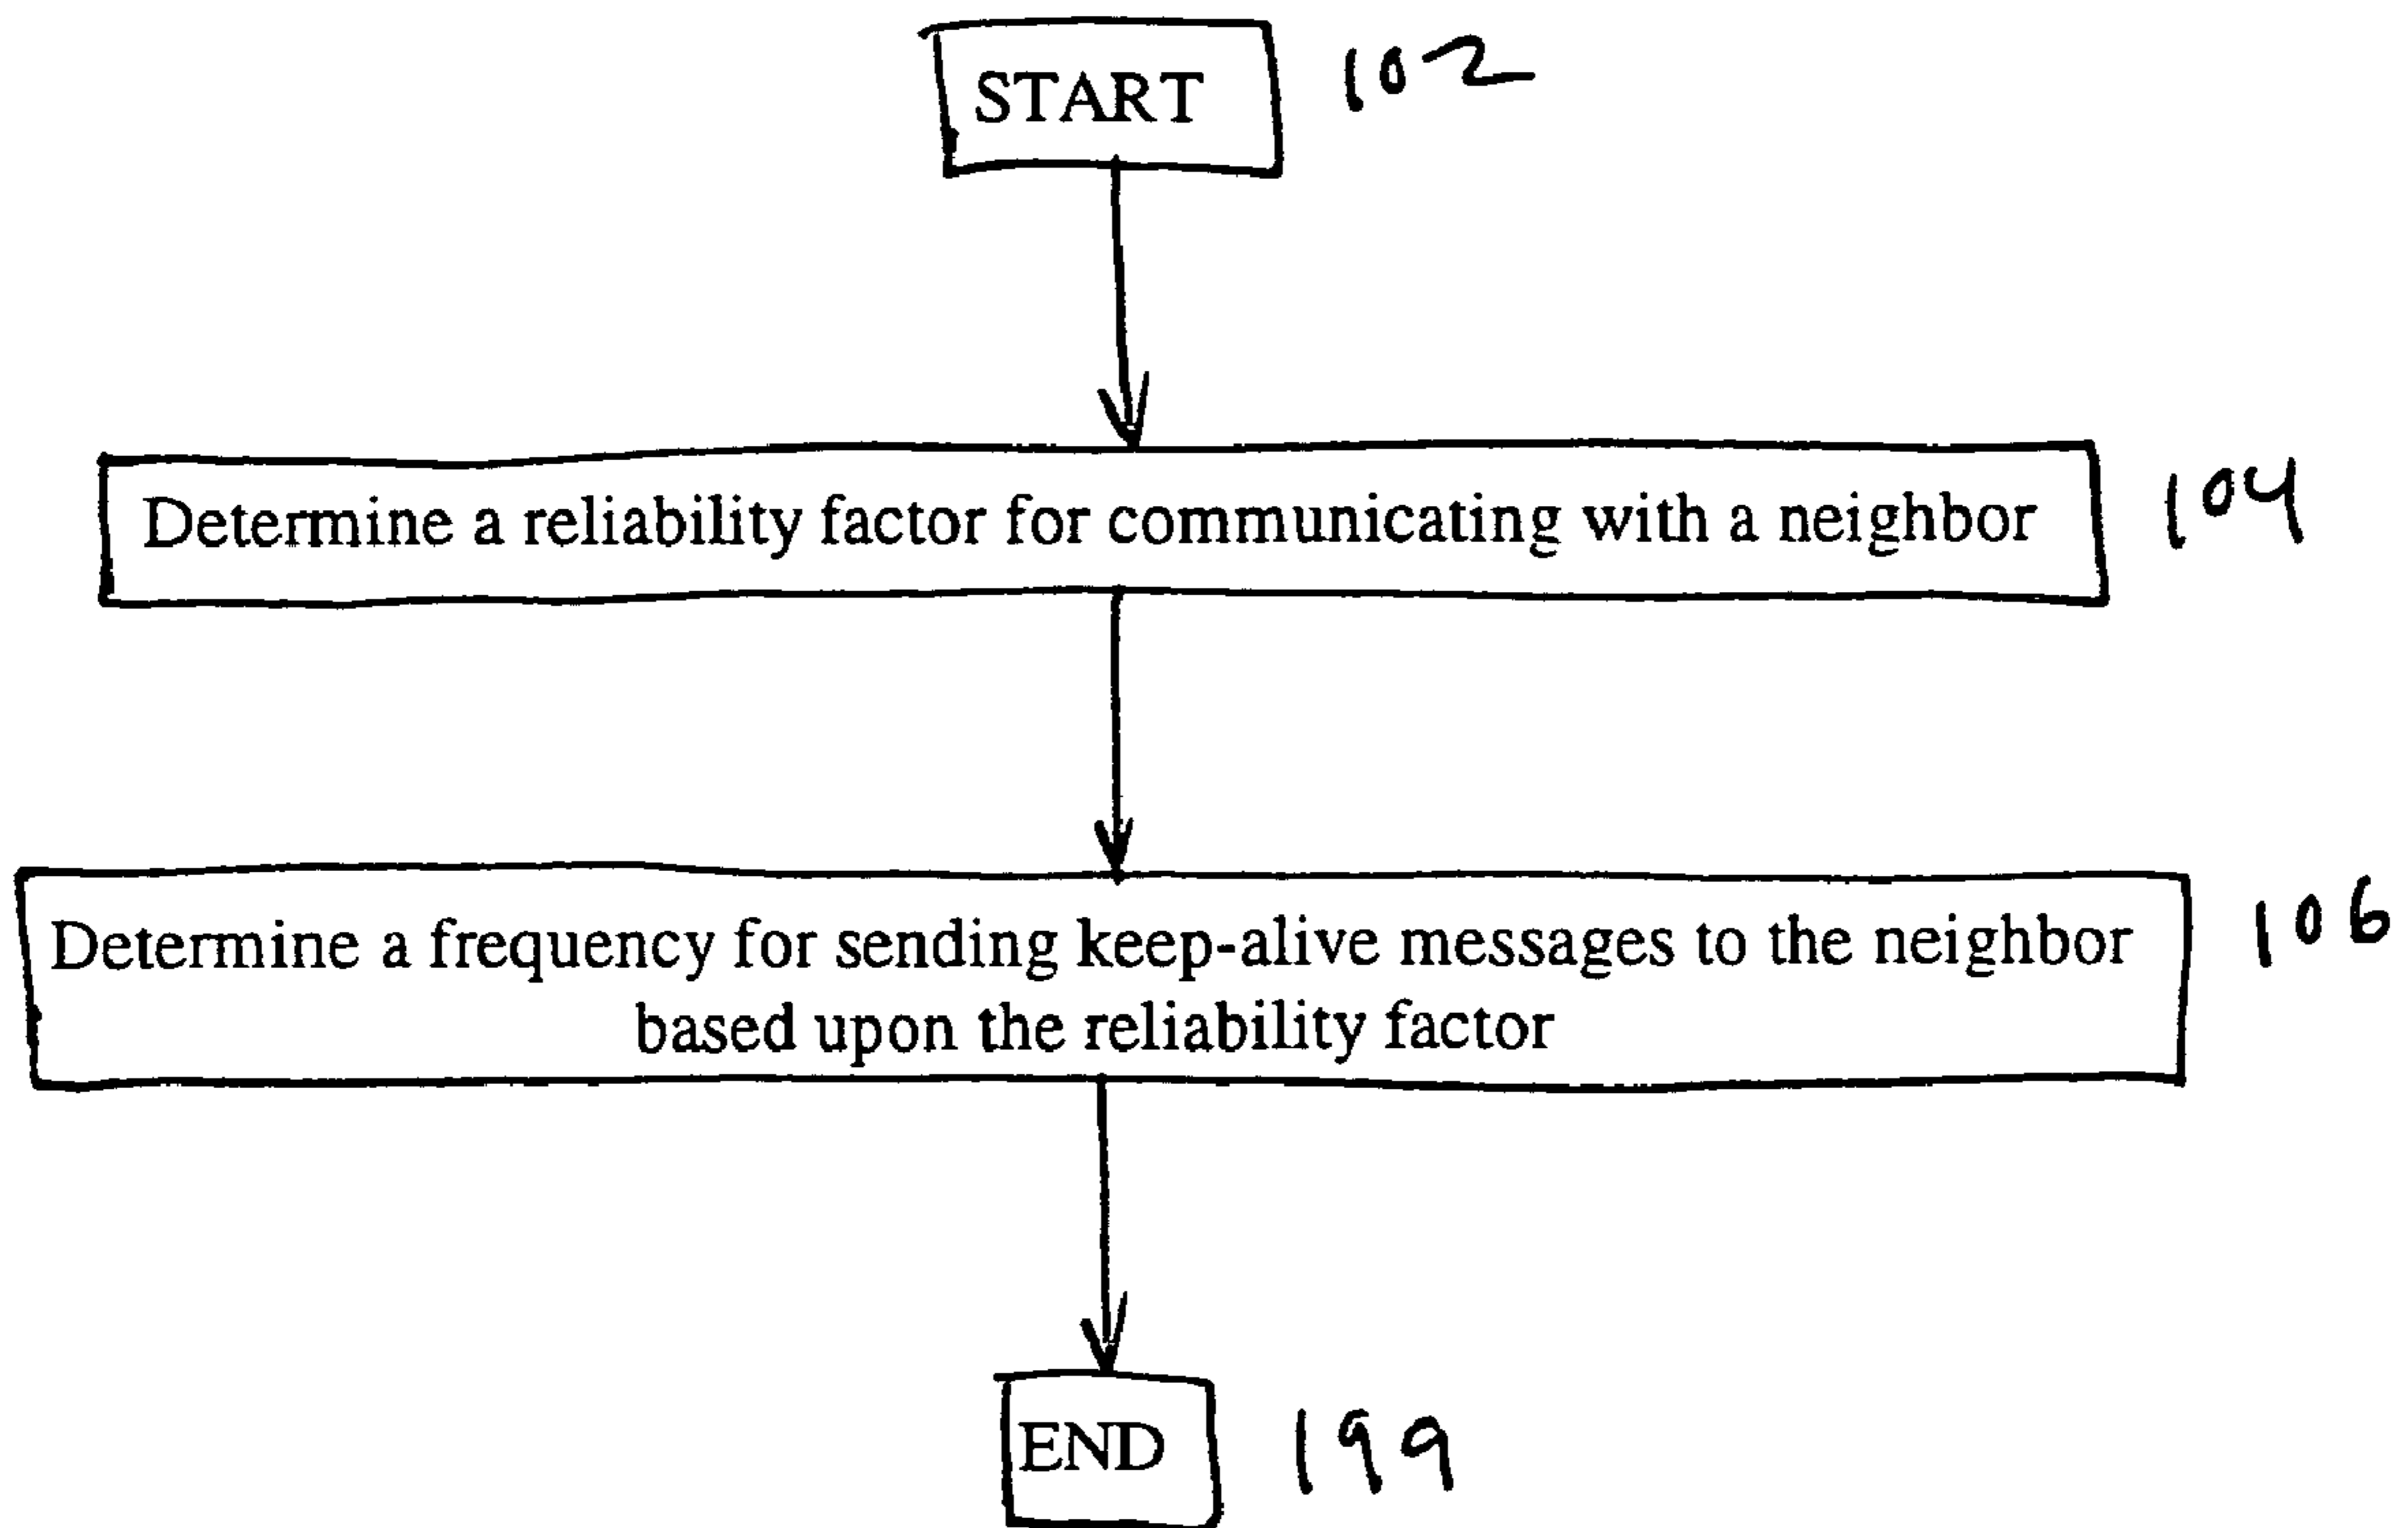 START 102
Determine a reliability factor for communicating with a neighbor 104
Determine a frequency for sending keep-alive messages to the neighbor 106
based upon the reliability factor
END 199